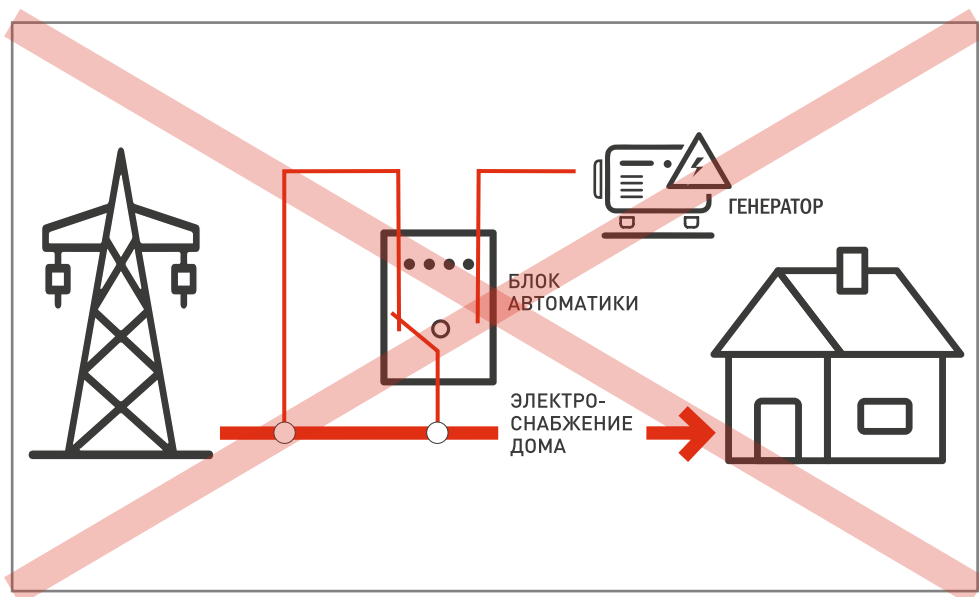 ГЕНЕРАТОР
БЛОК
АВТОМАТИКИ
ЭЛЕКТРО-
СНАБЖЕНИЕ
ДОМА